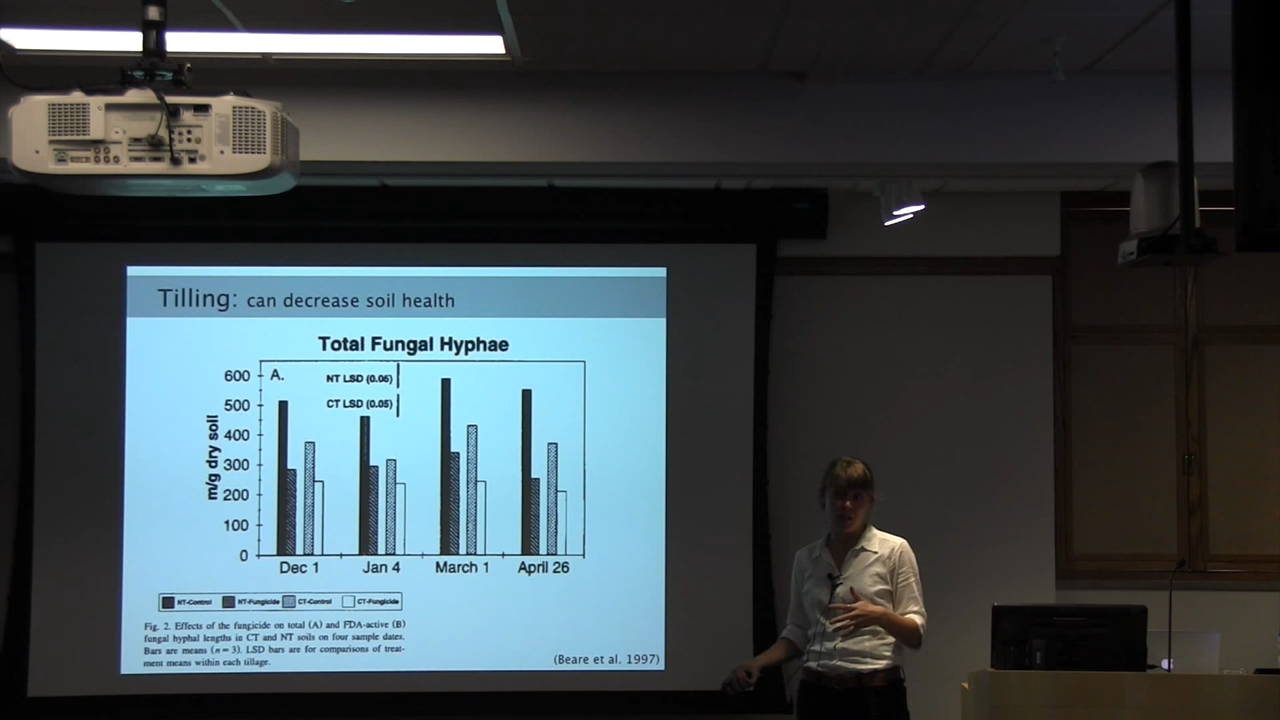 Tilling: can decrease soil health
Total Fungal Hyphae
A.
NT LSD (0.06)
CT LSD (0.05)
m/g dry soil
600
500
400
300
200
100
0
Dec 1
Jan 4
March 1
April 26
NT-Control NT-Fungicide CT-Control CT-Fungicide
Fig. 2. Effects of the fungicide on total (A) and FDA-active (B)
fungal hyphal lengths in CT and NT soils on four sample dates.
Bars are means (n = 3). LSD bars are for comparisons of treat-
ment means within each tillage.
(Beare et al. 1997)